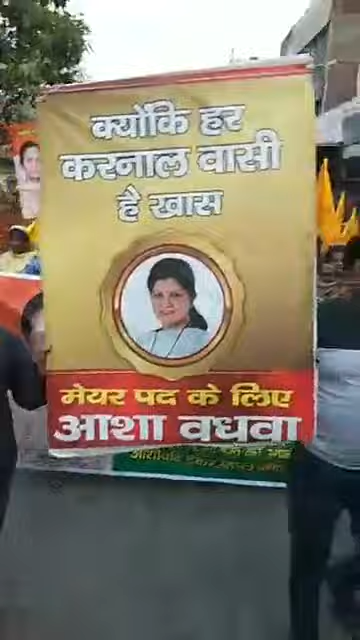 क्योंकि हर
करनाल वासी
है खास
मेयर पद के लिए
आशा वधवा